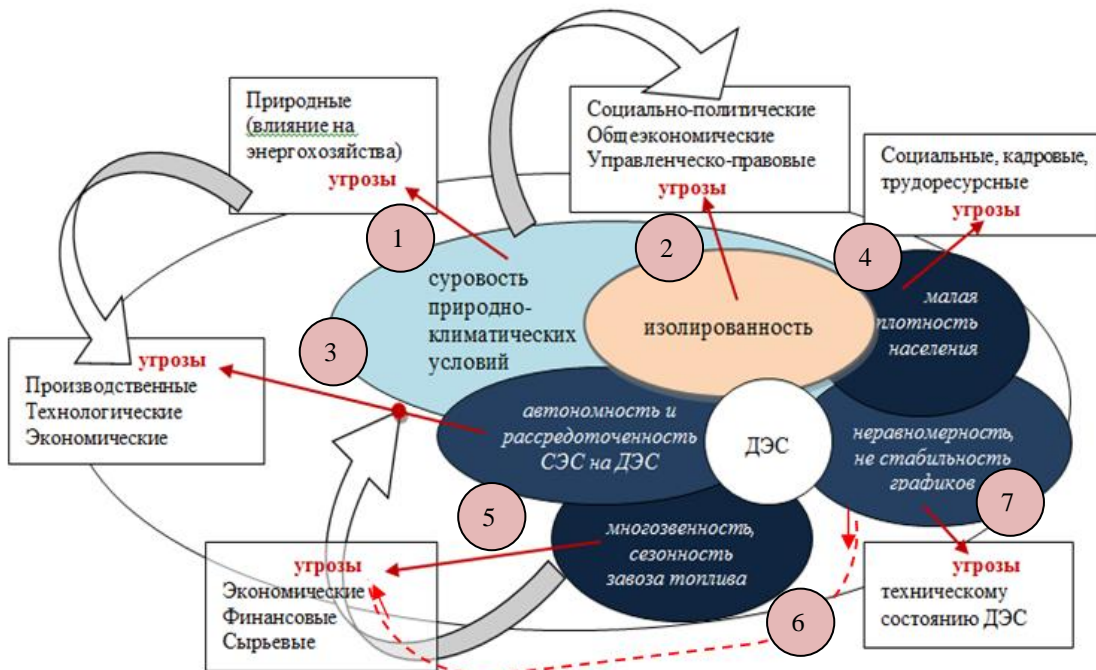 Природные
(влияние на
энергохозяйства)
угрозы
Социально-политические
Общеэкономические
Управленческо-правовые
угрозы
Социальные, кадровые,
трудоресурсные
угрозы
1
2
4
суровость
природно-
климатических
условий
изолированность
малая
плотность
населения
3
угрозы
Производственные
Технологические
Экономические
автономность и
рассредоточенность
СЭС на ДЭС
ДЭС
неравномерность,
не стабильность
графиков
5
7
многозвенность,
сезонность
завоза топлива
угрозы
Экономические
Финансовые
Сырьевые
6
угрозы
техническому
состоянию ДЭС